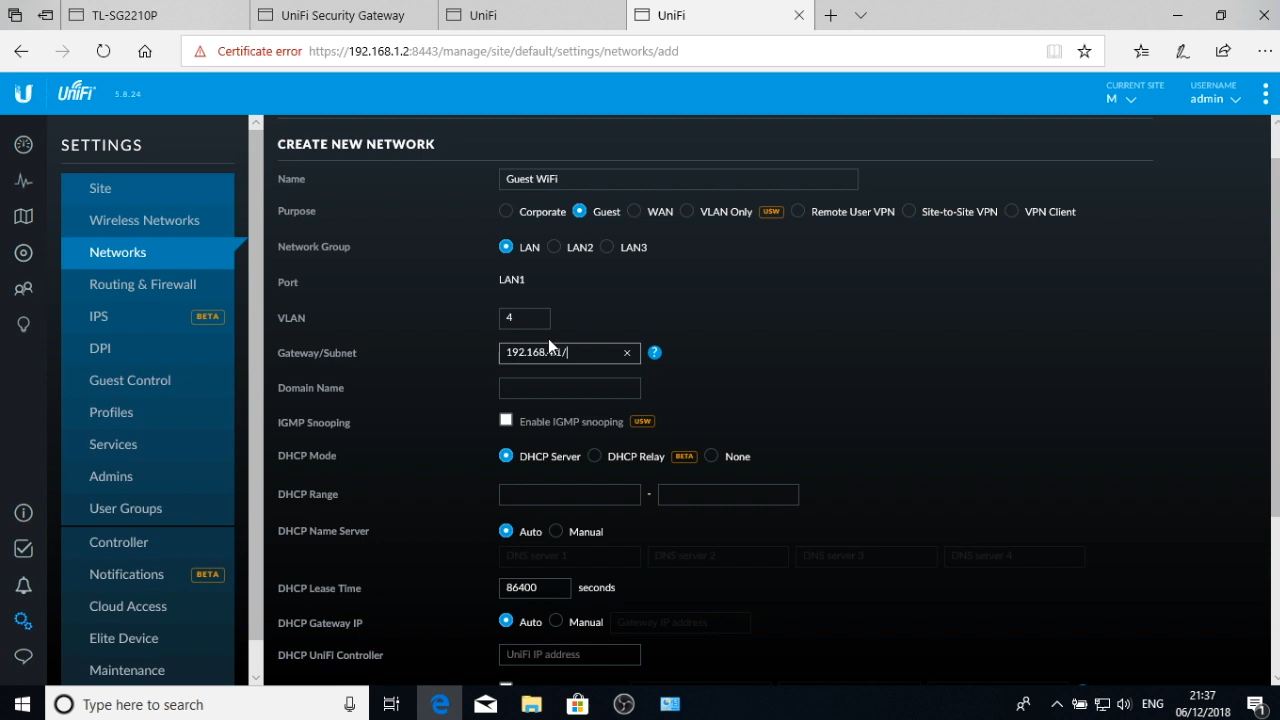 TL-SG2210P
UniFi Security Gateway
UniFi
UniFi
Certificate error https://192.168.1.2:8443/manage/site/default/settings/networks/add
UniFi 5.8.24
CURRENT SITE
M
USERNAME
admin
SETTINGS
Site
Wireless Networks
Networks
Routing & Firewall
IPS BETA
DPI
Guest Control
Profiles
Services
Admins
User Groups
Controller
Notifications BETA
Cloud Access
Elite Device
Maintenance
CREATE NEW NETWORK
Name Guest WiFi
Purpose Corporate Guest WAN VLAN Only USW Remote User VPN Site-to-Site VPN VPN Client
Network Group LAN LAN2 LAN3
Port LAN1
VLAN 4
Gateway/Subnet
Domain Name
IGMP Snooping Enable IGMP snooping USW
DHCP Mode DHCP Server DHCP Relay BETA None
DHCP Range -
DHCP Name Server Auto Manual
DNS server 1 DNS server 2 DNS server 3 DNS server 4
DHCP Lease Time 86400 seconds
DHCP Gateway IP Auto Manual Gateway IP address
DHCP UniFi Controller UniFi IP address
Type here to search
ENG
21:37
06/12/2018
1